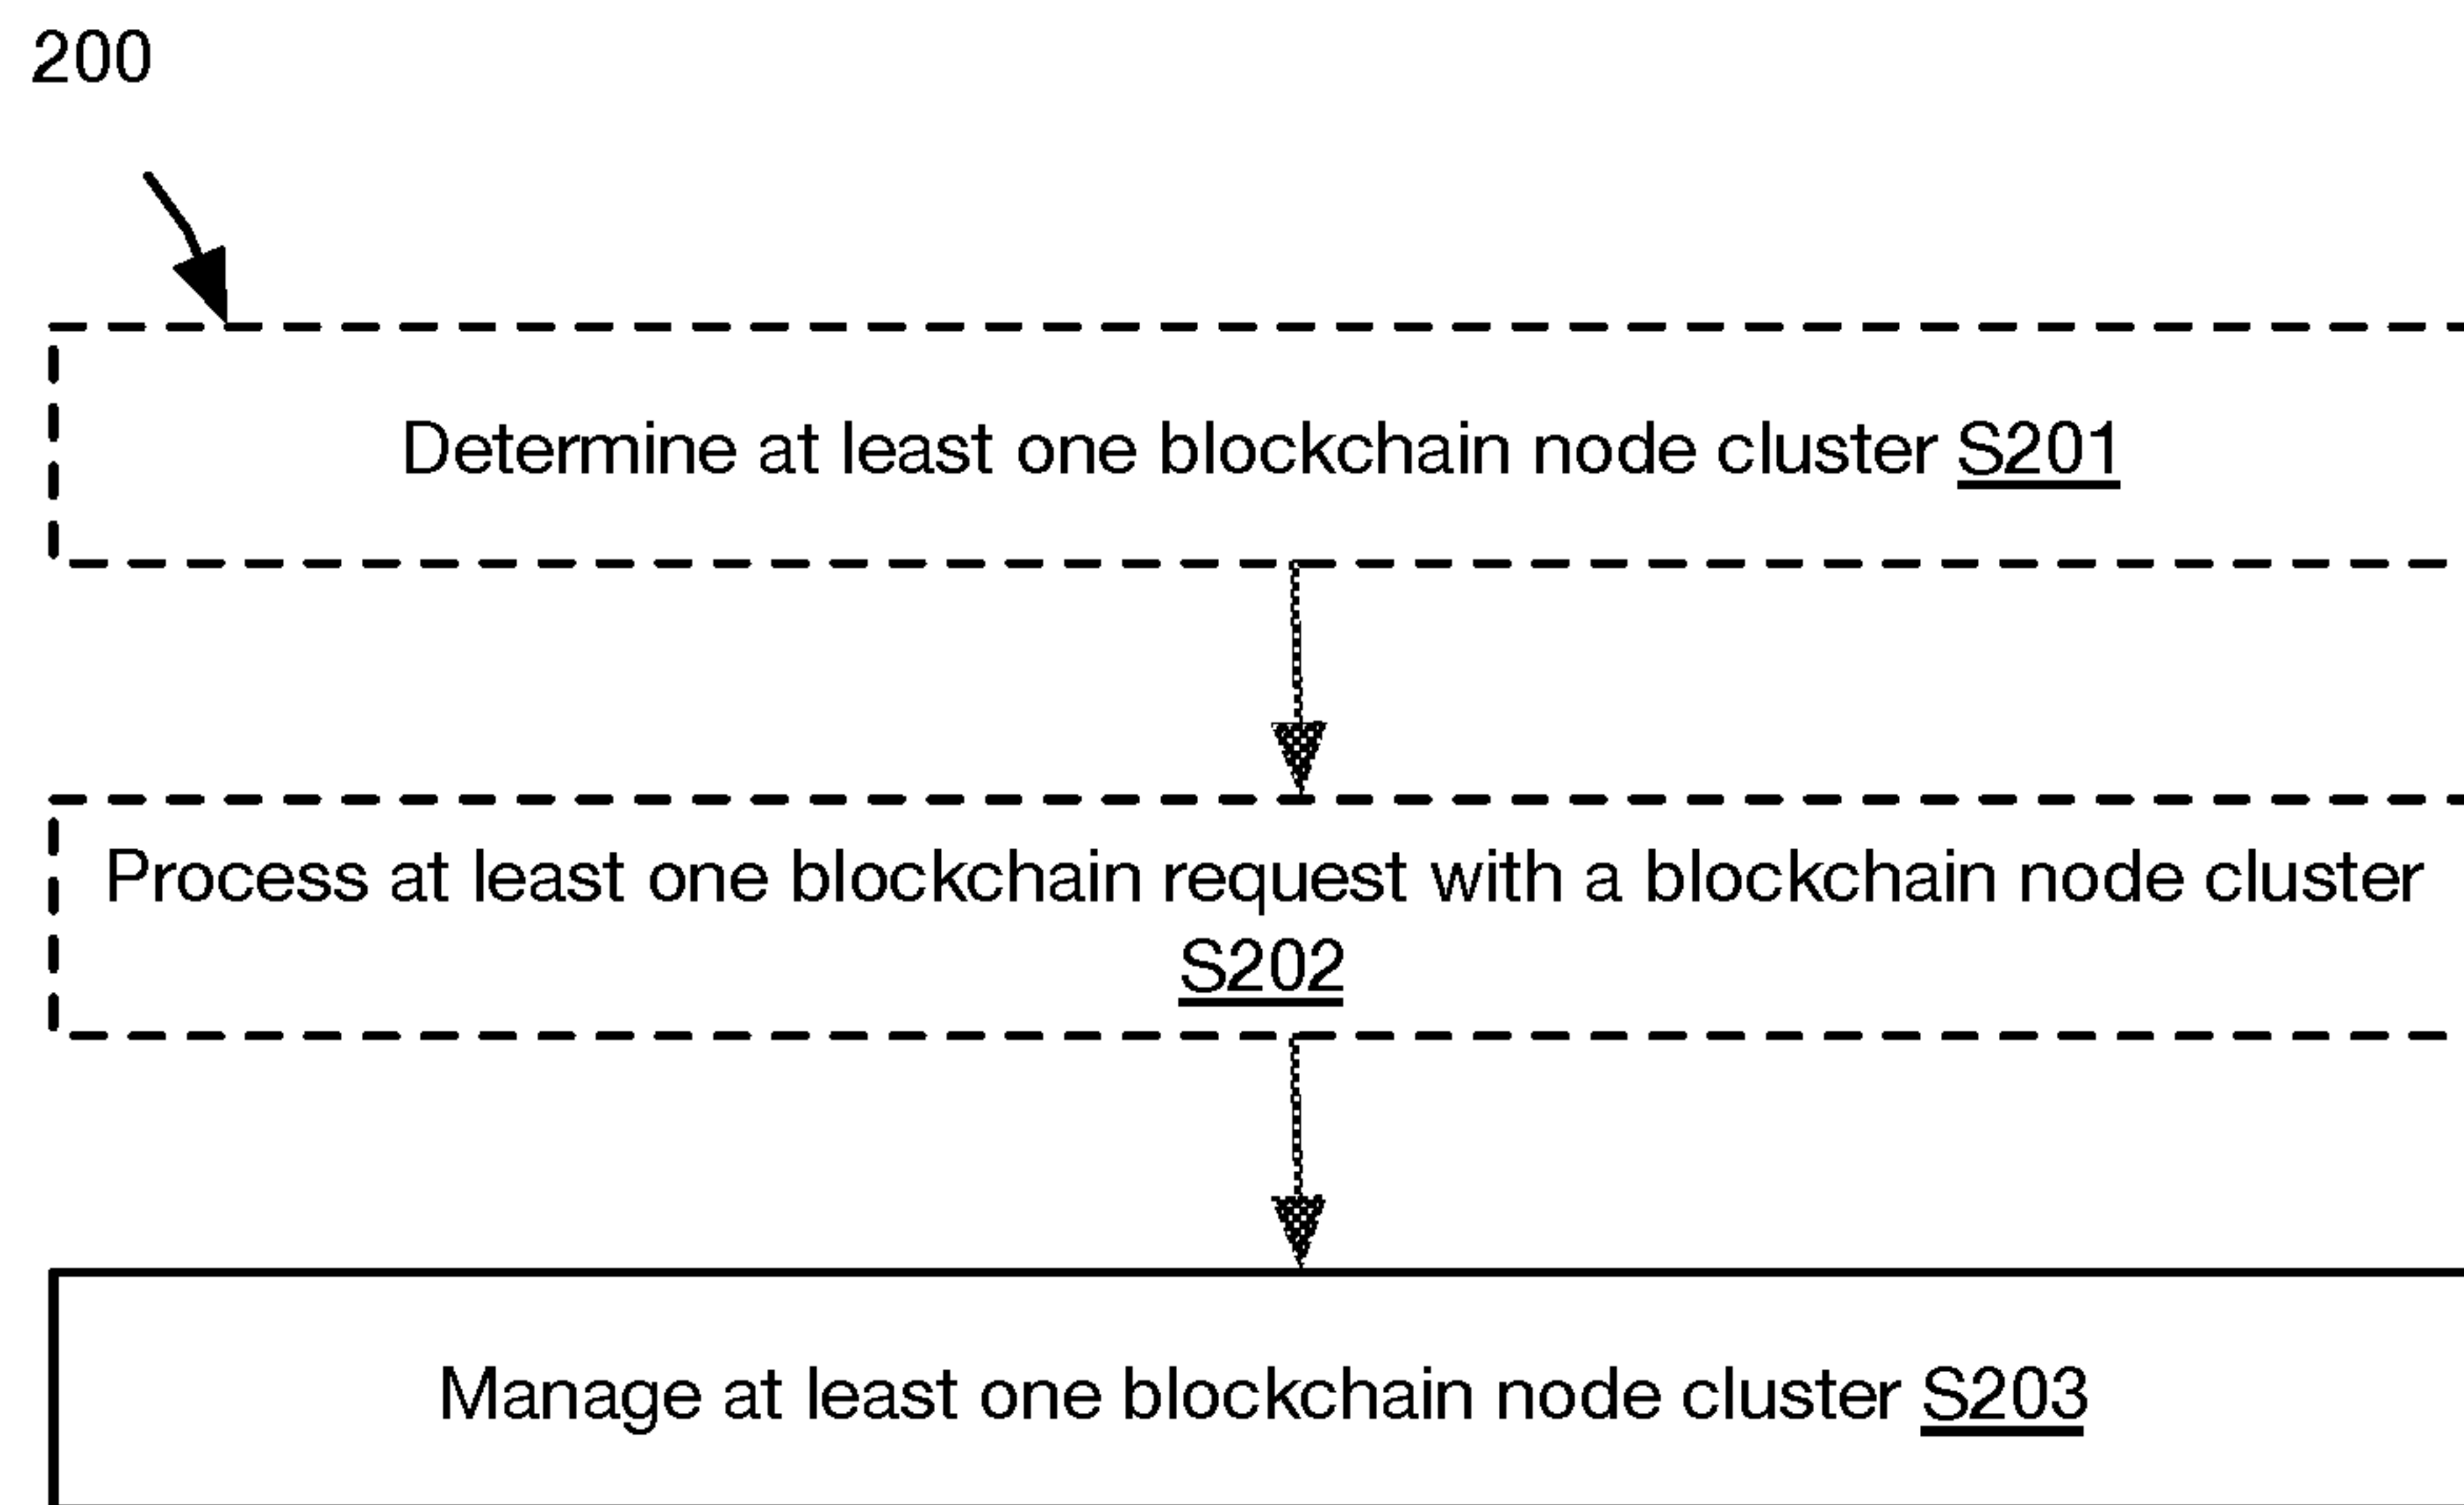 200
Determine at least one blockchain node cluster S201
Process at least one blockchain request with a blockchain node cluster
S202
Manage at least one blockchain node cluster S203